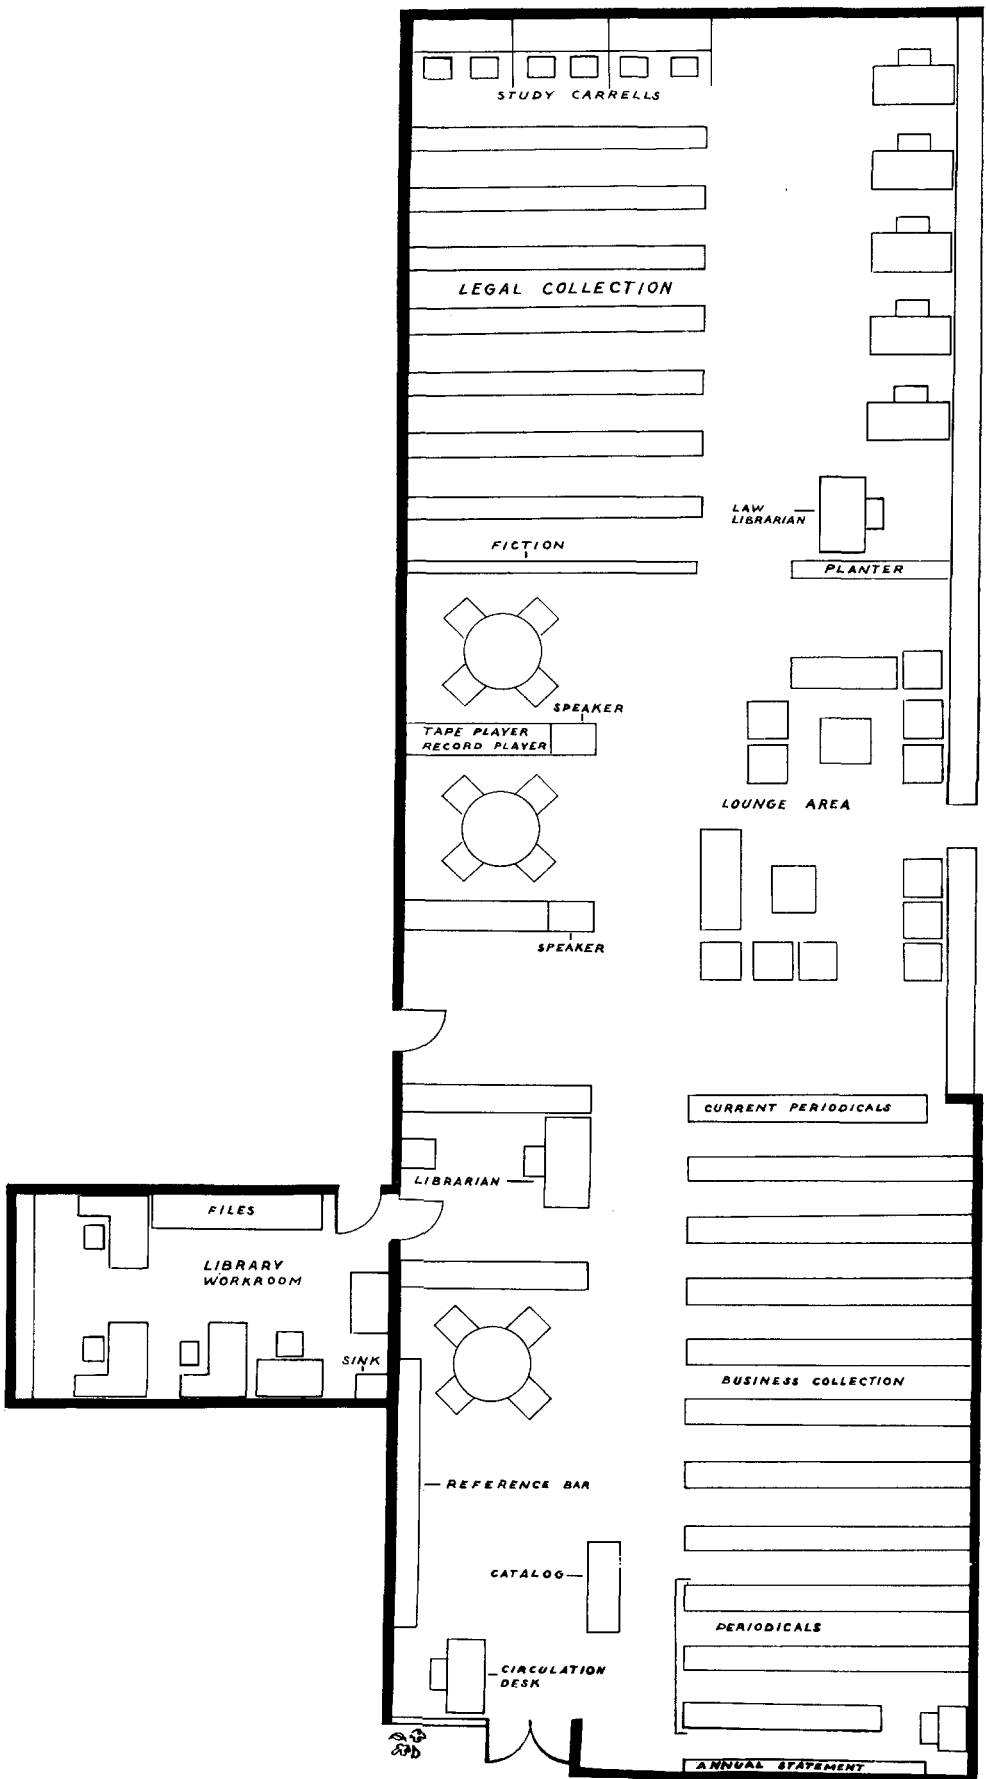 STUDY CARRELLS
LEGAL COLLECTION
LAW
LIBRARIAN
FICTION
PLANTER
SPEAKER
TAPE PLAYER
RECORD PLAYER
LOUNGE AREA
SPEAKER
CURRENT PERIODICALS
LIBRARIAN
FILES
LIBRARY
WORKROOM
SINK
BUSINESS COLLECTION
REFERENCE BAR
CATALOG
PERIODICALS
CIRCULATION
DESK
ANNUAL STATEMENT